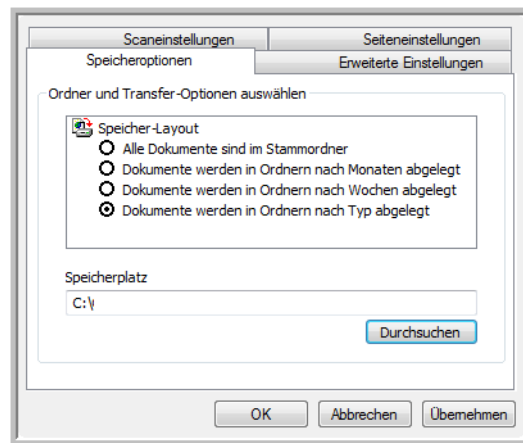 Scaneinstellungen Seiteneinstellungen
Speicheroptionen Erweiterte Einstellungen
Ordner und Transfer-Optionen auswählen
Speicher-Layout
Alle Dokumente sind im Stammordner
Dokumente werden in Ordnern nach Monaten abgelegt
Dokumente werden in Ordnern nach Wochen abgelegt
Dokumente werden in Ordnern nach Typ abgelegt
Speicherplatz
C:\
Durchsuchen
OK Abbrechen Übernehmen